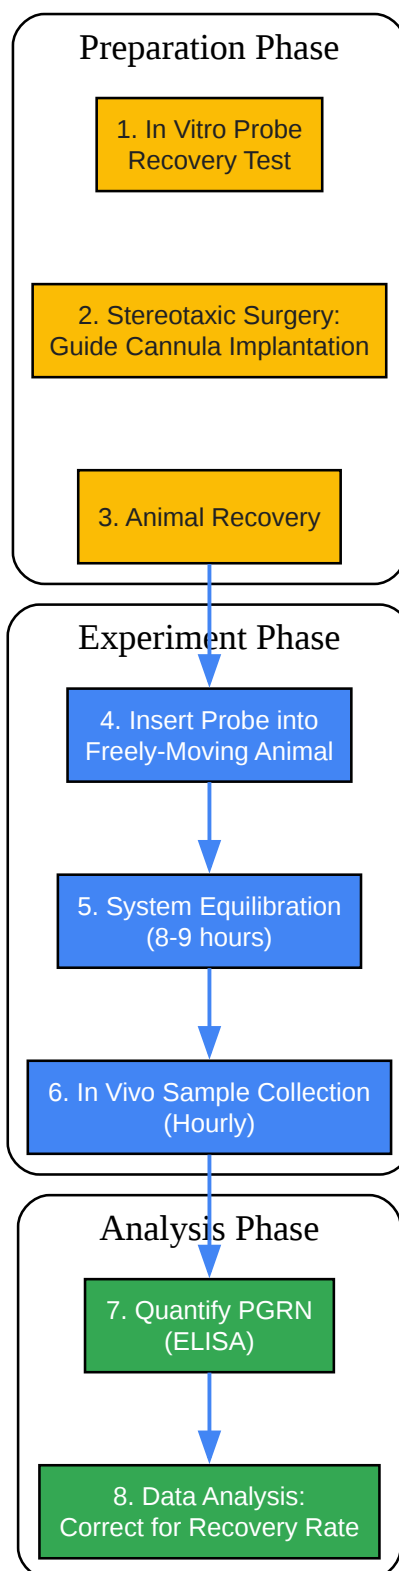 Preparation Phase
1. In Vitro Probe
Recovery Test
2. Stereotaxic Surgery:
Guide Cannula Implantation
3. Animal Recovery
Experiment Phase
4. Insert Probe into
Freely-Moving Animal
5. System Equilibration
(8-9 hours)
6. In Vivo Sample Collection
(Hourly)
Analysis Phase
7. Quantify PGRN
(ELISA)
8. Data Analysis:
Correct for Recovery Rate